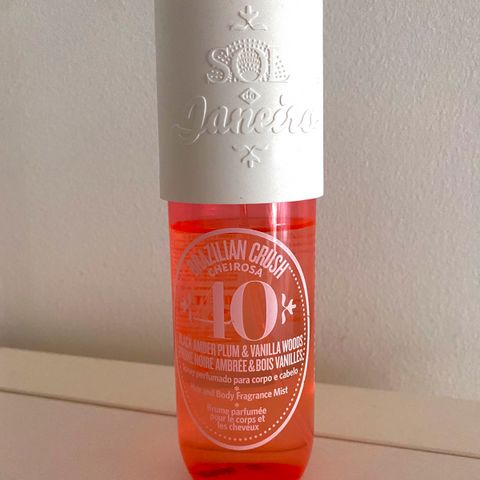 SOL
de
Janeiro
BRAZILIAN CRUSH
CHEIROSA
40
BLACK AMBER PLUM & VANILLA WOODS
PRUNE NOIRE AMBRÉE & BOIS VANILLÉS
perfumado para corpo e cabelo
Hair and Body Fragrance Mist
Brume parfumée
pour le corps et
les cheveux